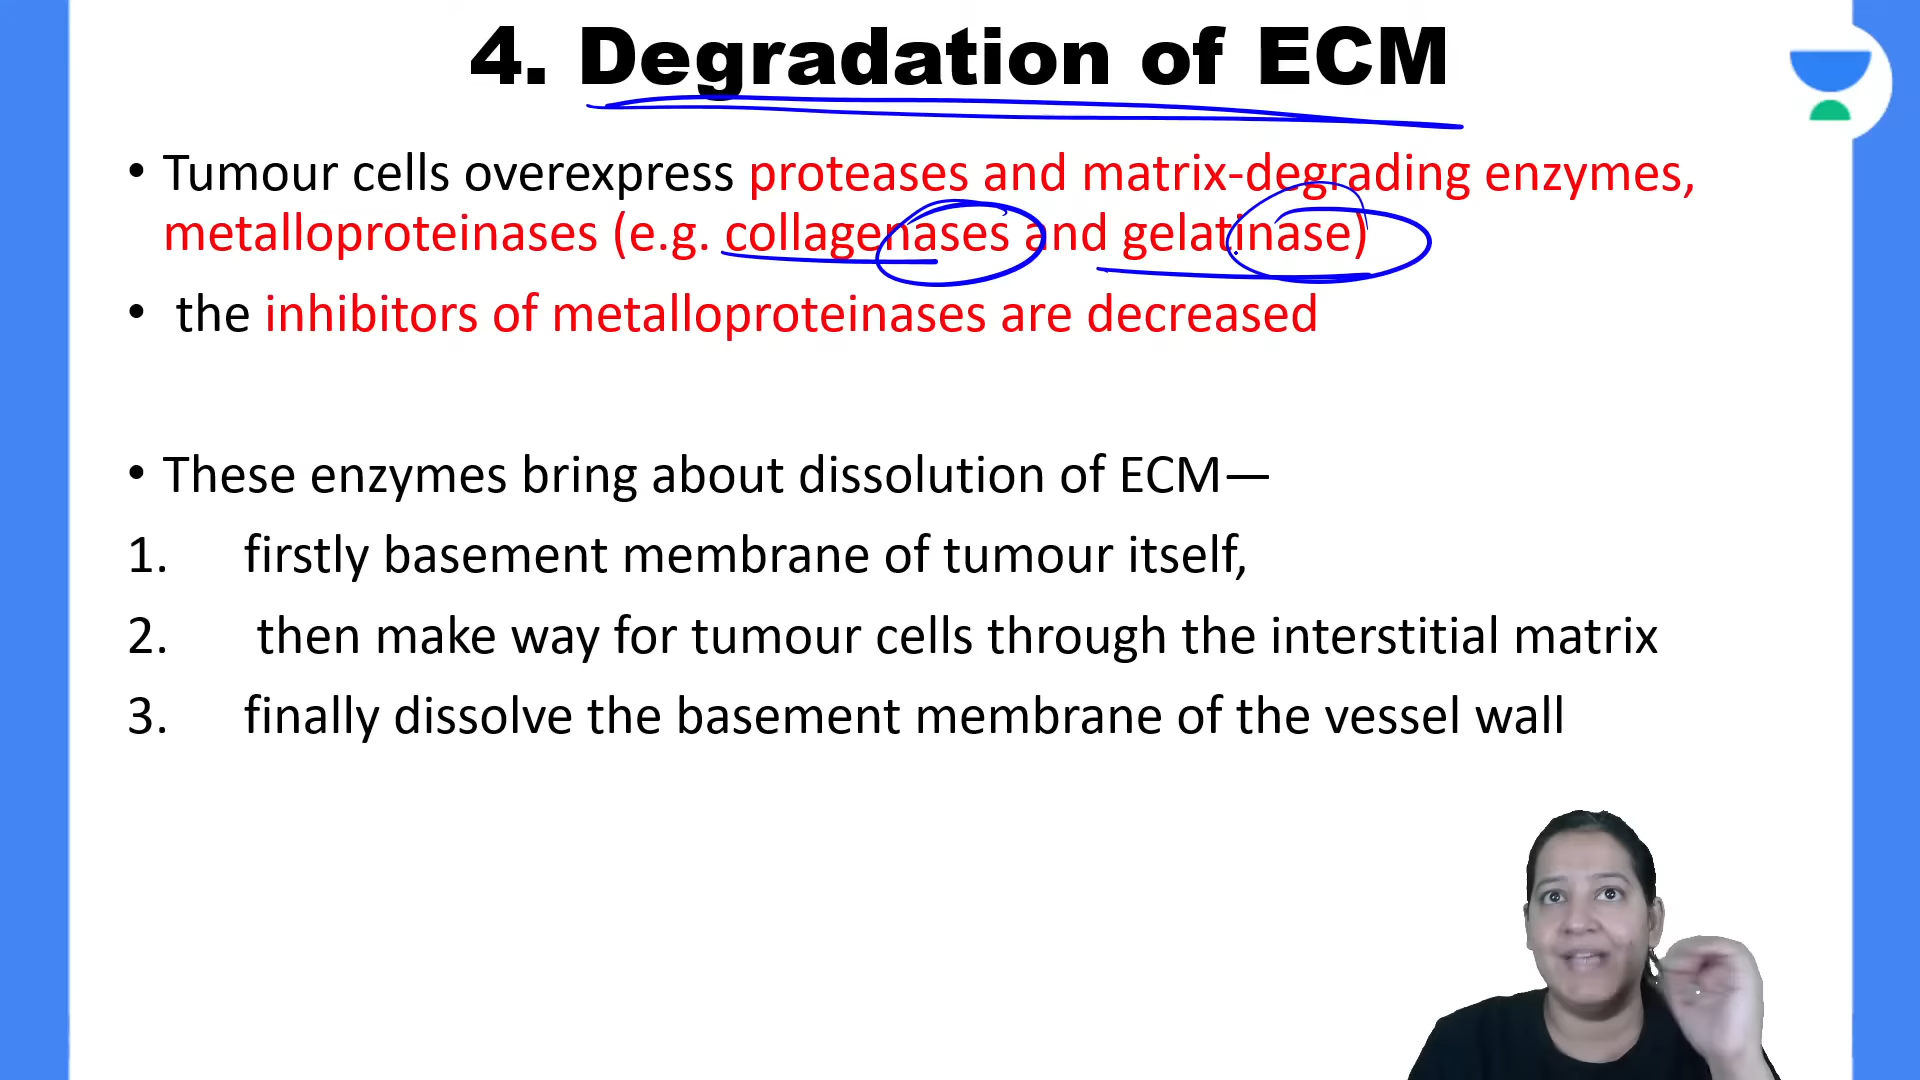 4. Degradation of ECM
• Tumour cells overexpress proteases and matrix-degrading enzymes,
metalloproteinases (e.g. collagenases and gelatinase)
• the inhibitors of metalloproteinases are decreased
• These enzymes bring about dissolution of ECM—
1. firstly basement membrane of tumour itself,
2. then make way for tumour cells through the interstitial matrix
3. finally dissolve the basement membrane of the vessel wall